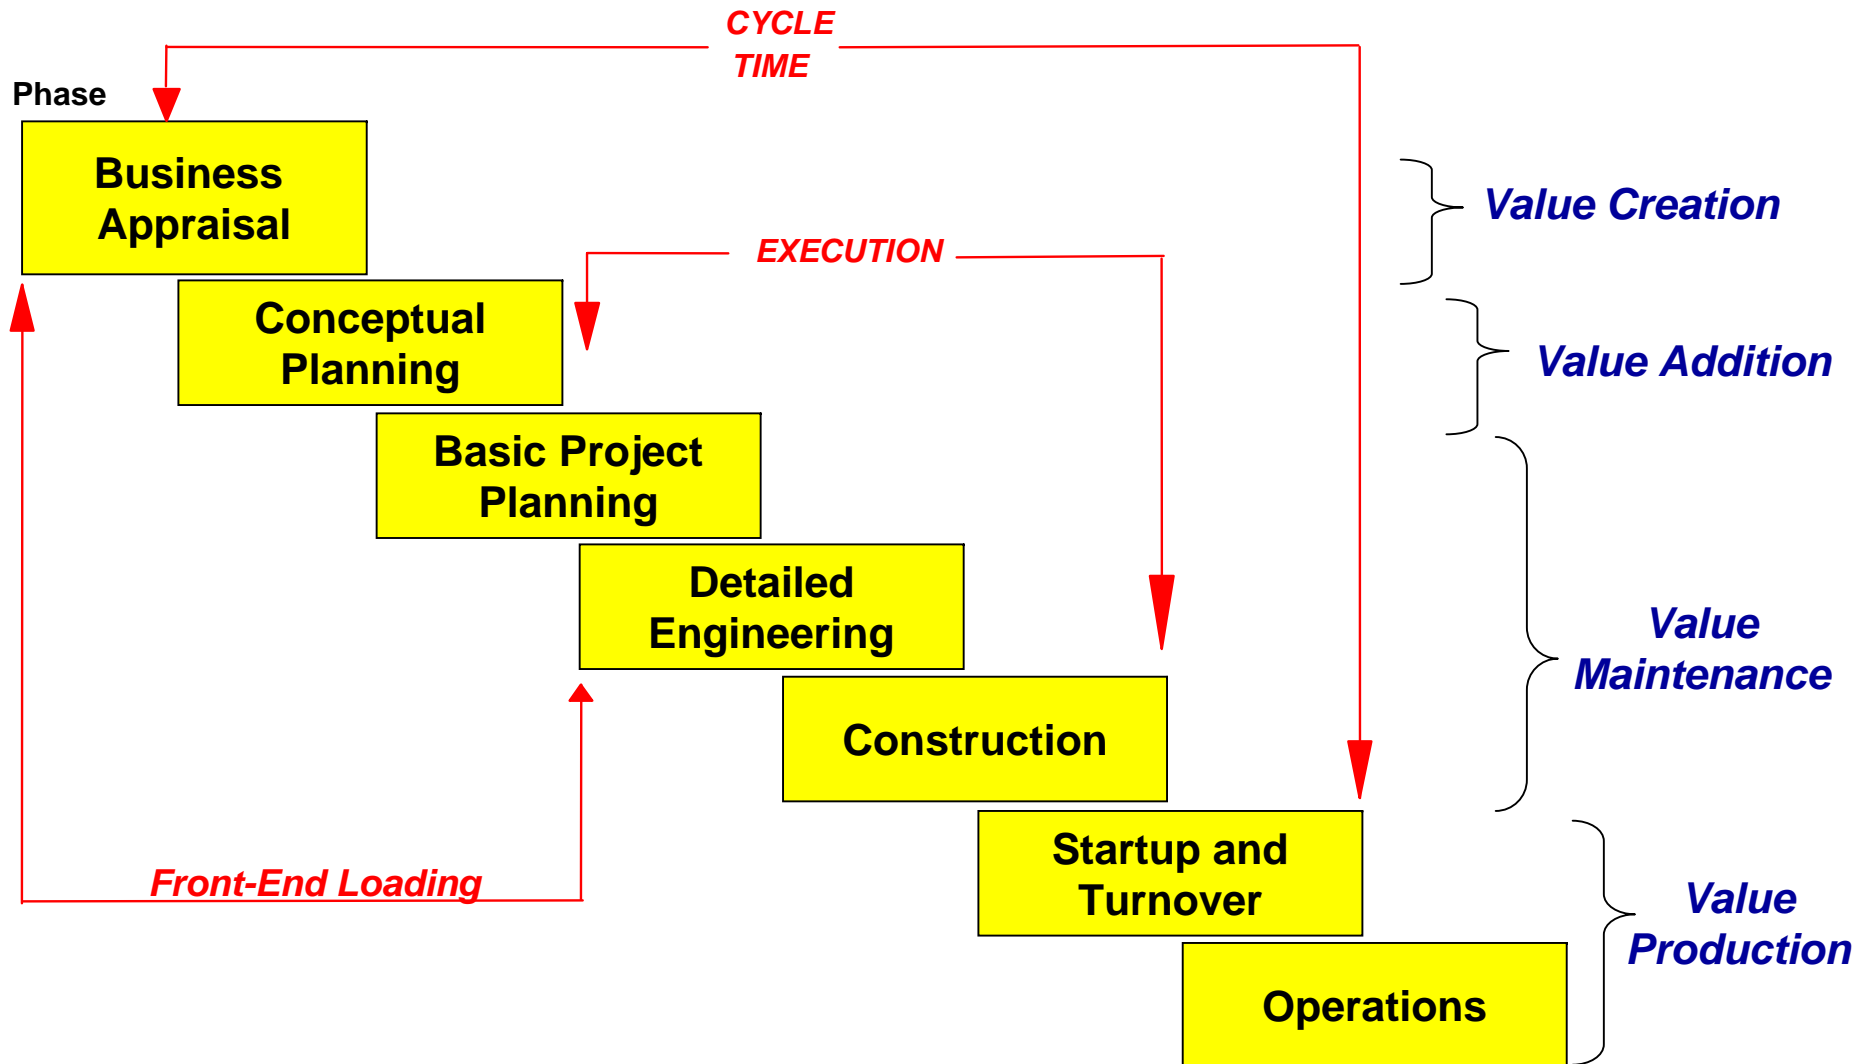 CYCLE
TIME
Phase
Business
Appraisal
Value Creation
EXECUTION
Conceptual
Planning
Value Addition
Basic Project
Planning
Detailed
Engineering
Value
Maintenance
Construction
Front-End Loading
Startup and
Turnover
Value
Production
Operations